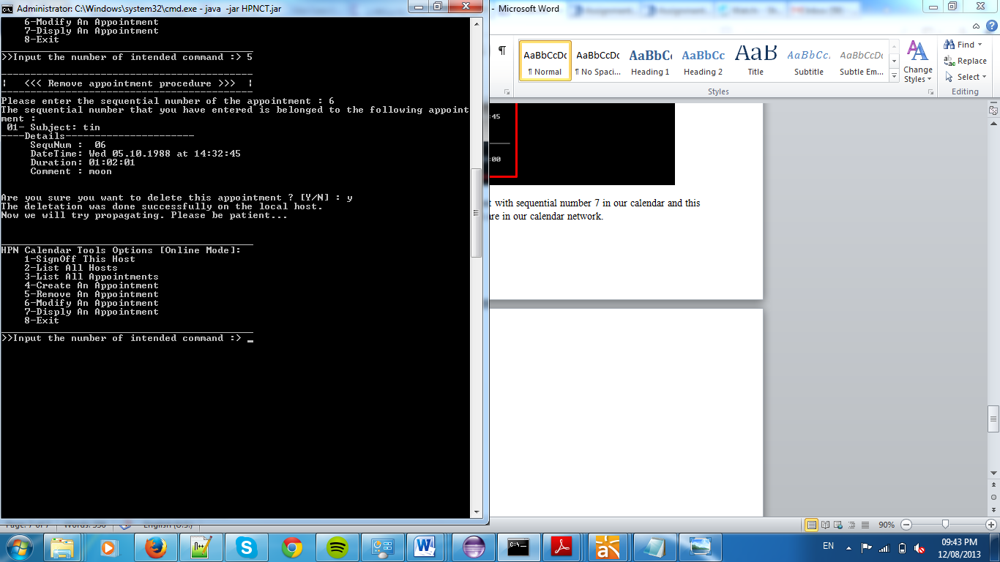 Administrator: C:\Windows\system32\cmd.exe - java -jar HPNCT.jar
6-Modify An Appointment
7-Disply An Appointment
8-Exit
>>Input the number of intended command :> 5
¦ <<< Remove appointment procedure >>> ¦
Please enter the sequential number of the appointment : 6
The sequential number that you have entered is belonged to the following appoint
ment :
01- Subject: tin
----Details----------------------
SequNum : 06
DateTime: Wed 05.10.1988 at 14:32:45
Duration: 01:02:01
Comment : moon
Are you sure you want to delete this appointment ? [Y/N] : y
The deletation was done successfully on the local host.
Now we will try propagating. Please be patient...
HPN Calendar Tools Options [Online Mode]:
1-SignOff This Host
2-List All Hosts
3-List All Appointments
4-Create An Appointment
5-Remove An Appointment
6-Modify An Appointment
7-Disply An Appointment
8-Exit
>>Input the number of intended command :> _
- Microsoft Word
¶
AaBbCcDc AaBbCcDc AaBbCc AaBbCc AaB AaBbCc. AaBbCcDc
¶ Normal ¶ No Spaci... Heading 1 Heading 2 Title Subtitle Subtle Em...
Change
Styles
Find
Replace
Select
Styles
Editing
:45
:00
t with sequential number 7 in our calendar and this
are in our calendar network.
Page: 7 of 7 Words: 550 English (U.S.)
90%
EN
09:43 PM
12/08/2013